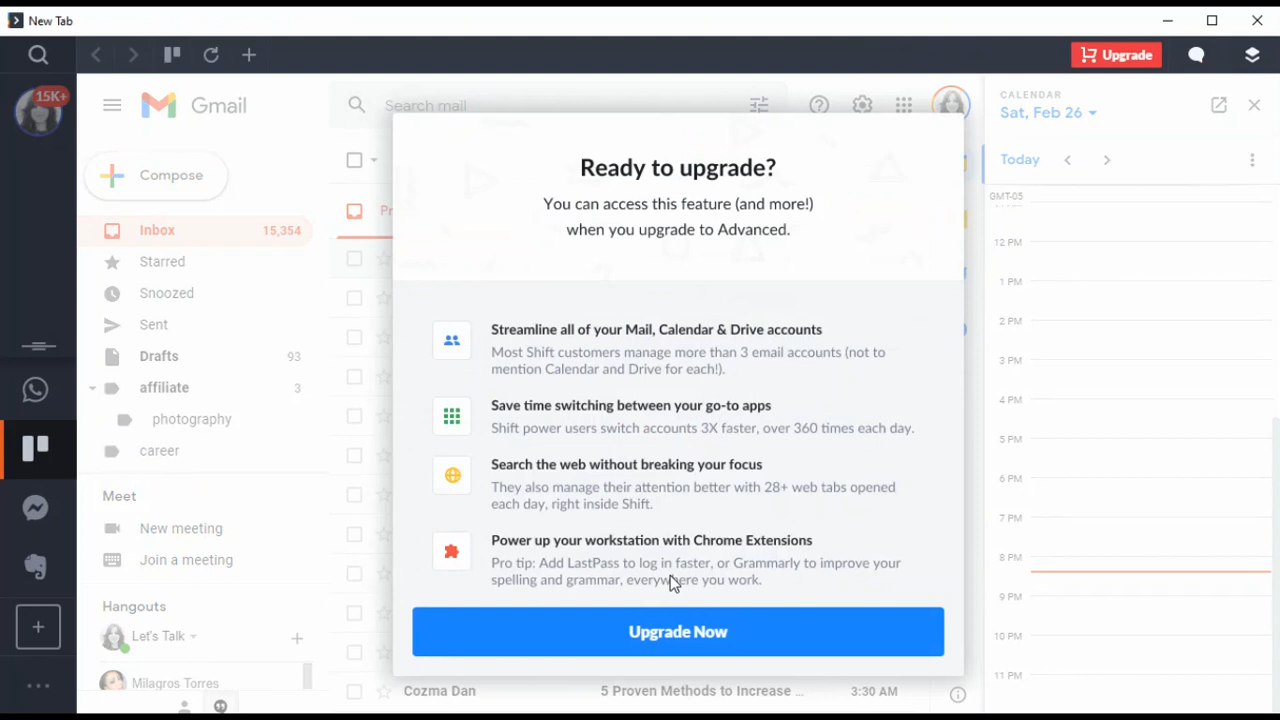 New Tab
Upgrade
15K+
Gmail
Search mail
Compose
Inbox 15,354
Starred
Snoozed
Sent
Drafts 93
affiliate 3
photography
career
Meet
New meeting
Join a meeting
Hangouts
Let's Talk
Milagros Torres
Pr
Ready to upgrade?
You can access this feature (and more!)
when you upgrade to Advanced.
Streamline all of your Mail, Calendar & Drive accounts
Most Shift customers manage more than 3 email accounts (not to
mention Calendar and Drive for each!).
Save time switching between your go-to apps
Shift power users switch accounts 3X faster, over 360 times each day.
Search the web without breaking your focus
They also manage their attention better with 28+ web tabs opened
each day, right inside Shift.
Power up your workstation with Chrome Extensions
Pro tip: Add LastPass to log in faster, or Grammarly to improve your
spelling and grammar, everywhere you work.
Upgrade Now
Cozma Dan 5 Proven Methods to Increase ... 3:30 AM
CALENDAR
Sat, Feb 26
Today
GMT-05
12 PM
1 PM
2 PM
3 PM
4 PM
5 PM
6 PM
7 PM
8 PM
9 PM
10 PM
11 PM